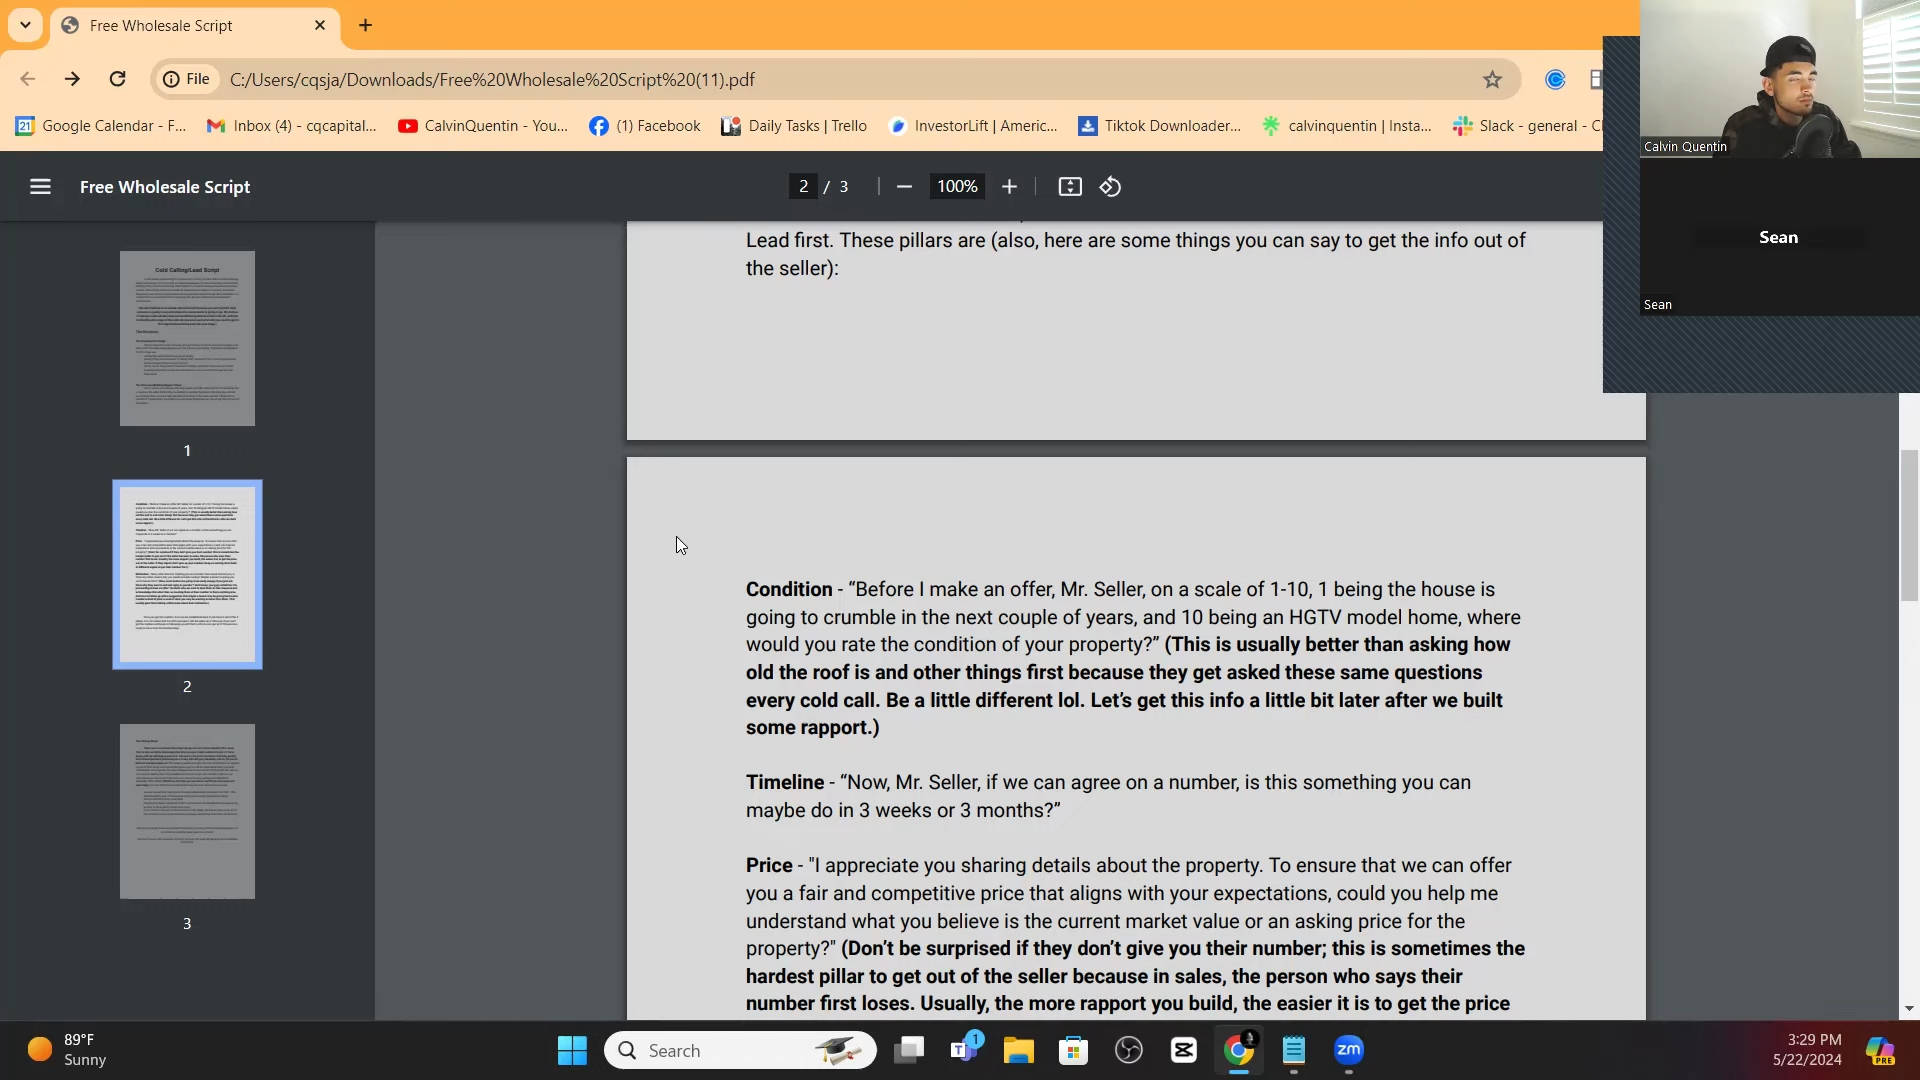 Free Wholesale Script
File
C:/Users/cqsja/Downloads/Free%20Wholesale%20Script%20(11).pdf
Google Calendar - F...
Inbox (4) - cqcapital...
CalvinQuentin - You...
(1) Facebook
Daily Tasks | Trello
InvestorLift | Americ...
Tiktok Downloader...
calvinquentin | Insta...
Slack - general - C
Calvin Quentin
Free Wholesale Script
2 / 3
100%
Sean
Sean
Cold Calling/Lead Script
1
2
3
Lead first. These pillars are (also, here are some things you can say to get the info out of
the seller):
Condition - “Before I make an offer, Mr. Seller, on a scale of 1-10, 1 being the house is
going to crumble in the next couple of years, and 10 being an HGTV model home, where
would you rate the condition of your property?” (This is usually better than asking how
old the roof is and other things first because they get asked these same questions
every cold call. Be a little different lol. Let’s get this info a little bit later after we built
some rapport.)
Timeline - “Now, Mr. Seller, if we can agree on a number, is this something you can
maybe do in 3 weeks or 3 months?”
Price - "I appreciate you sharing details about the property. To ensure that we can offer
you a fair and competitive price that aligns with your expectations, could you help me
understand what you believe is the current market value or an asking price for the
property?" (Don’t be surprised if they don’t give you their number; this is sometimes the
hardest pillar to get out of the seller because in sales, the person who says their
number first loses. Usually, the more rapport you build, the easier it is to get the price
89°F
Sunny
Search
1
zm
3:29 PM
5/22/2024
PRE